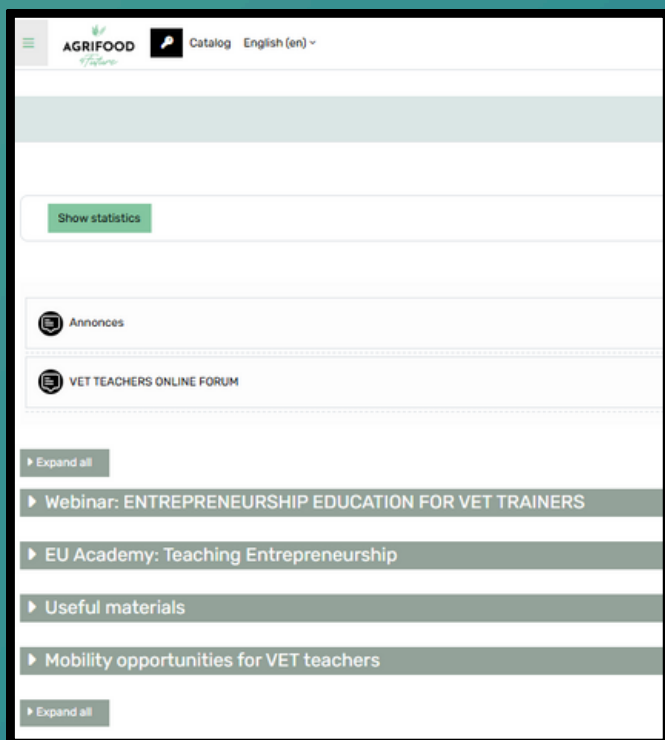 AGRIFOOD
Future
Catalog English (en)
Show statistics
Annonces
VET TEACHERS ONLINE FORUM
Expand all
Webinar: ENTREPRENEURSHIP EDUCATION FOR VET TRAINERS
EU Academy: Teaching Entrepreneurship
Useful materials
Mobility opportunities for VET teachers
Expand all